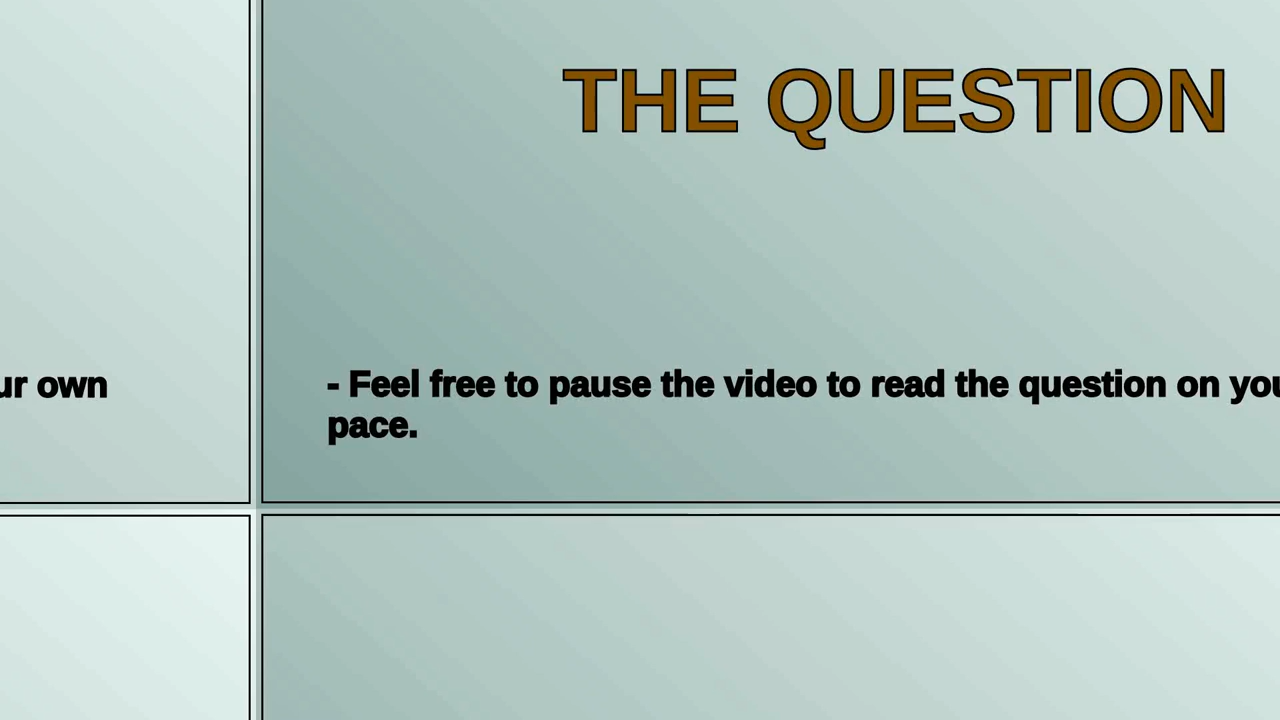 THE QUESTION
ur own
- Feel free to pause the video to read the question on you
pace.